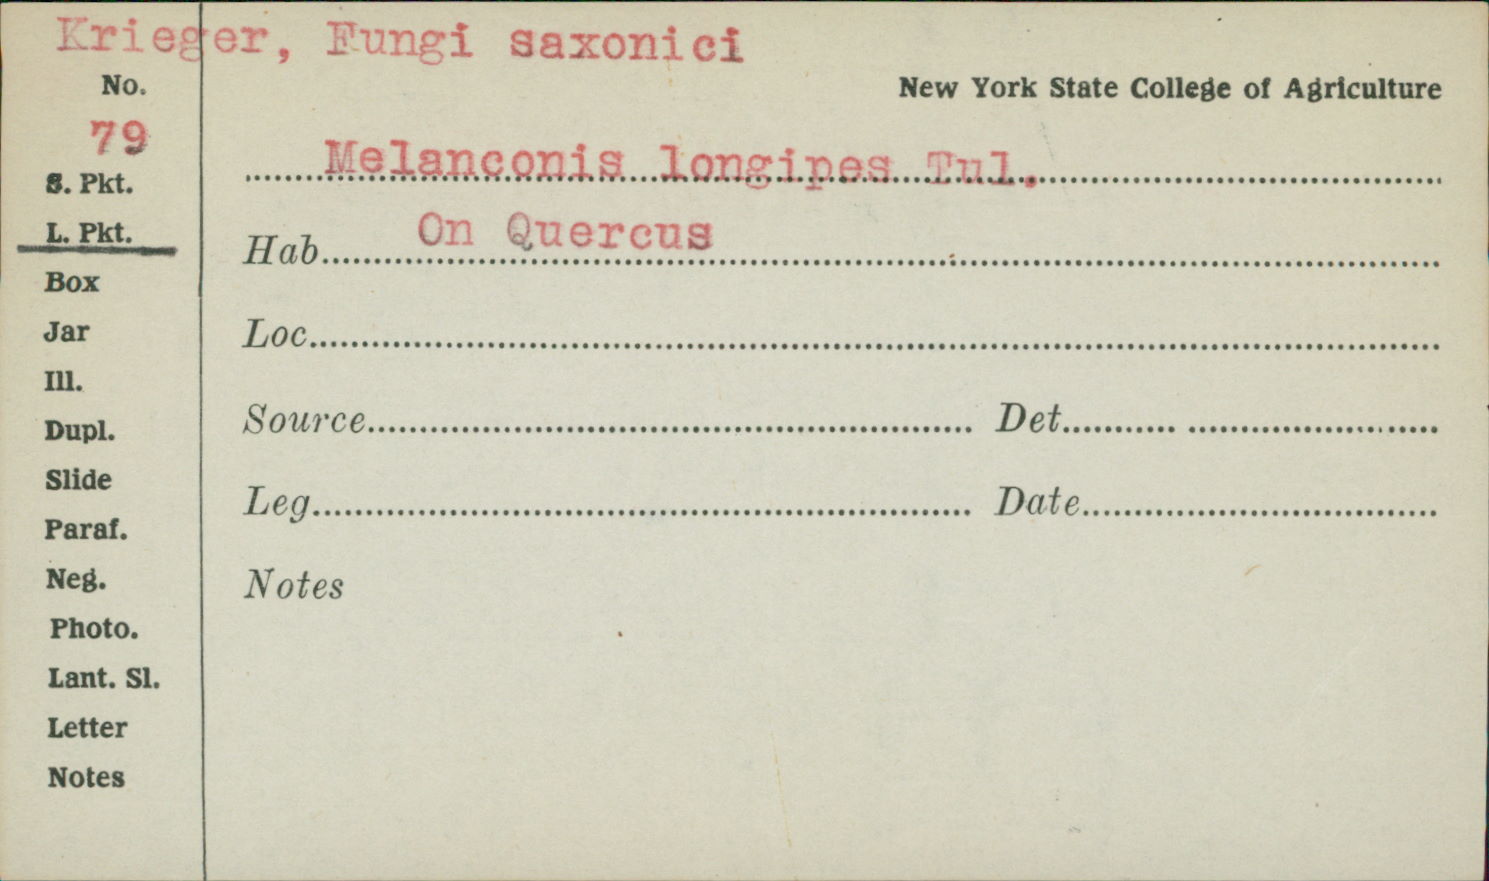 Krieger, Fungi saxonici
No.
New York State College of Agriculture
79
Melanconis longipes Tul.
S. Pkt.
On Quercus
L. Pkt.
Hab.
Box
Jar
Loc.
Ill.
Dupl.
Source
Det.
Slide
Leg.
Date
Paraf.
Neg.
Notes
Photo.
Lant. Sl.
Letter
Notes